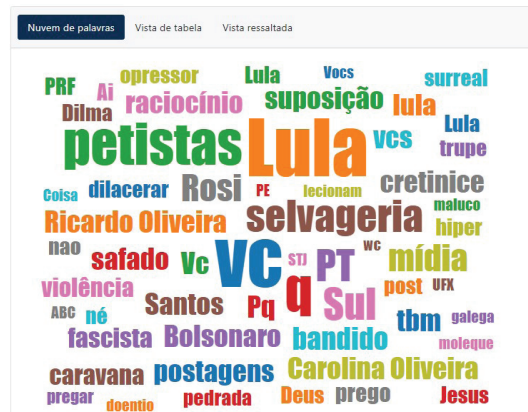 Nuvem de palavras Vista de tabela Vista ressaltada
PRF Ai opressor Lula Vocs surreal
Dilma raciocínio suposição lula Lula
petistas Lula vcs trupe
Coisa dilacerar Rosi PE lecionam cretinice maluco
Ricardo Oliveira selvageria hiper
nao safado Vc VC STJ PT wc mídia
violência q Sul post UFX
ABC né Santos Pq tbm galega
fascista Bolsonaro bandido moleque
caravana postagens Carolina Oliveira
pregar doentio pedrada Deus prego Jesus